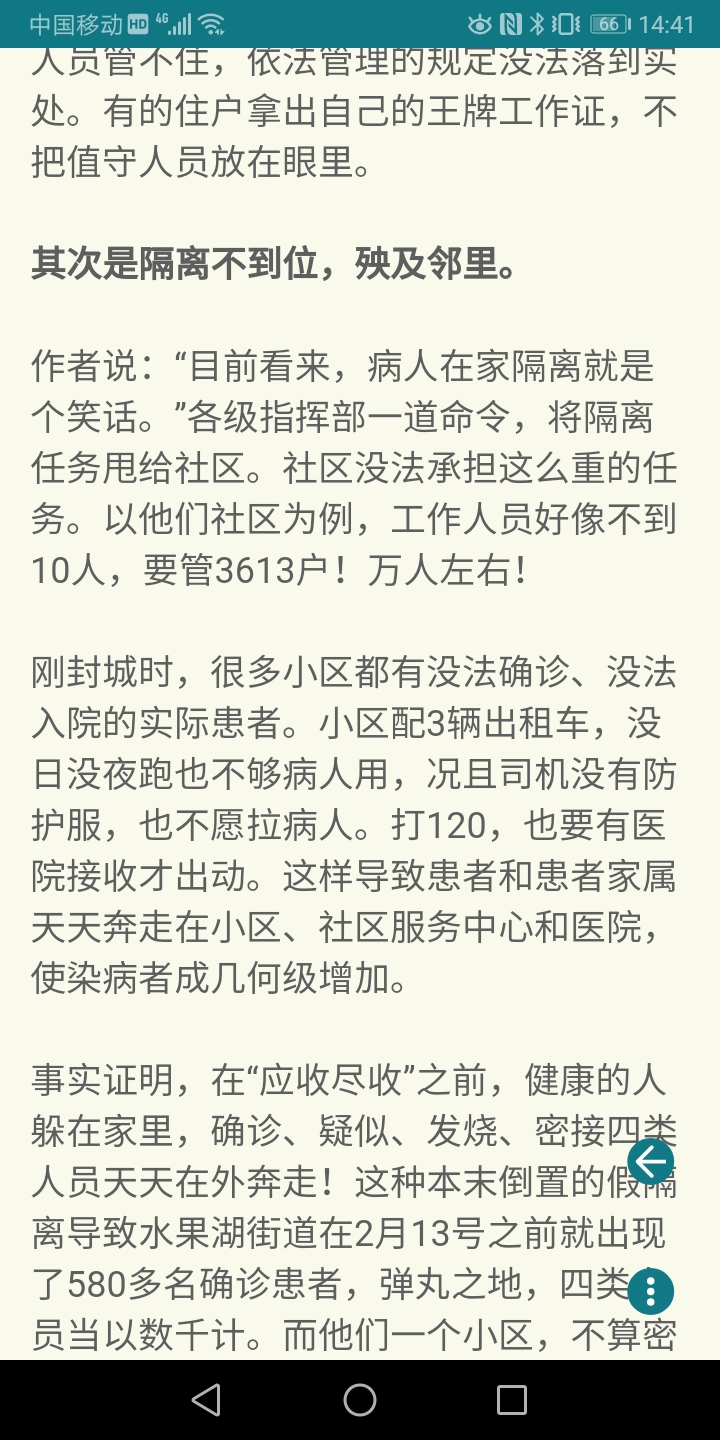 中国移动 HD 4G 66 14:41
人员管不住，依法管理的规定没法落到实
处。有的住户拿出自己的王牌工作证，不
把值守人员放在眼里。
其次是隔离不到位，殃及邻里。
作者说：“目前看来，病人在家隔离就是
个笑话。”各级指挥部一道命令，将隔离
任务甩给社区。社区没法承担这么重的任
务。以他们社区为例，工作人员好像不到
10人，要管3613户！万人左右！
刚封城时，很多小区都有没法确诊、没法
入院的实际患者。小区配3辆出租车，没
日没夜跑也不够病人用，况且司机没有防
护服，也不愿拉病人。打120，也要有医
院接收才出动。这样导致患者和患者家属
天天奔走在小区、社区服务中心和医院，
使染病者成几何级增加。
事实证明，在“应收尽收”之前，健康的人
躲在家里，确诊、疑似、发烧、密接四类
人员天天在外奔走！这种本末倒置的假隔
离导致水果湖街道在2月13号之前就出现
了580多名确诊患者，弹丸之地，四类
员当以数千计。而他们一个小区，不算密